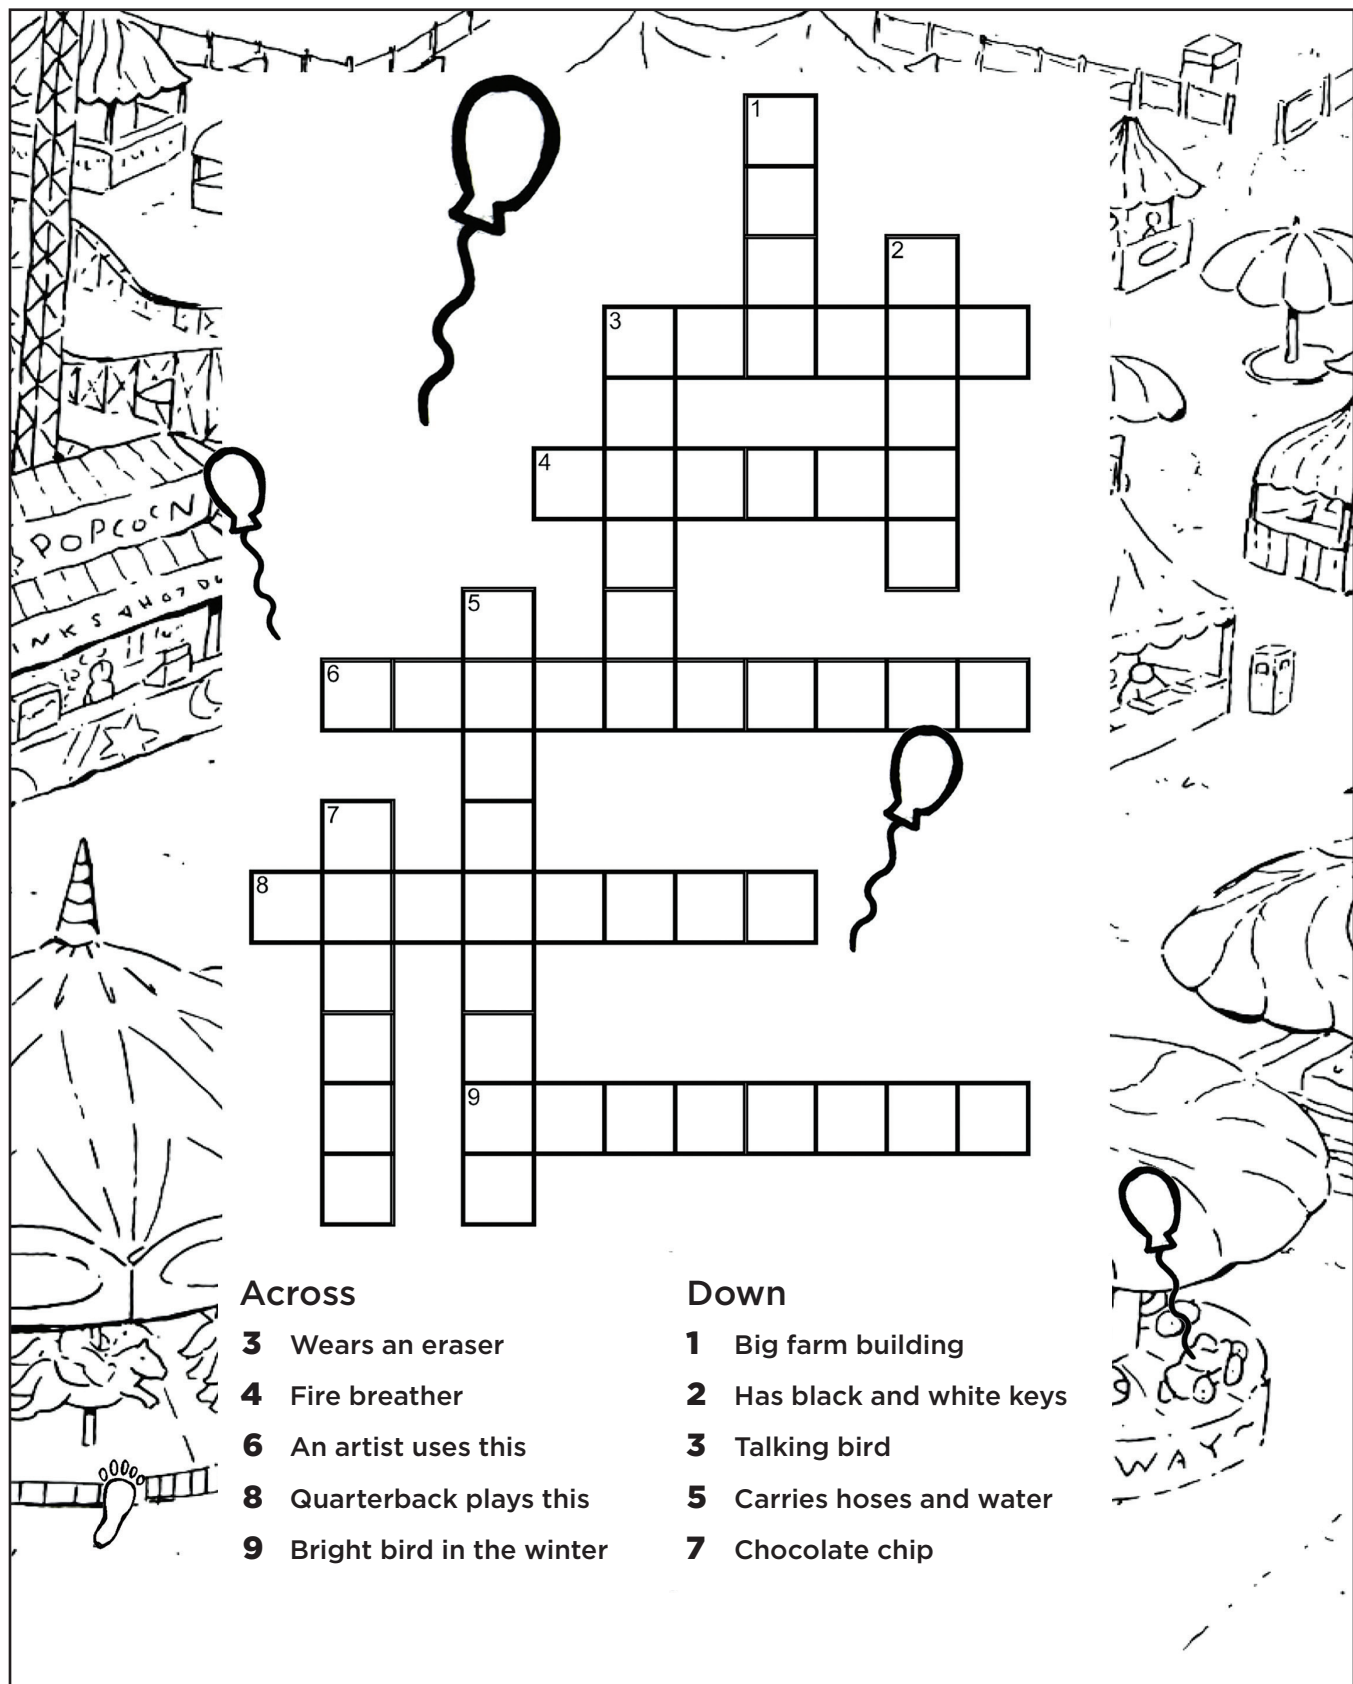 1
2
3
4
POPCORN
5
6
7
8
9
WAY
Across
3 Wears an eraser
4 Fire breather
6 An artist uses this
8 Quarterback plays this
9 Bright bird in the winter
Down
1 Big farm building
2 Has black and white keys
3 Talking bird
5 Carries hoses and water
7 Chocolate chip